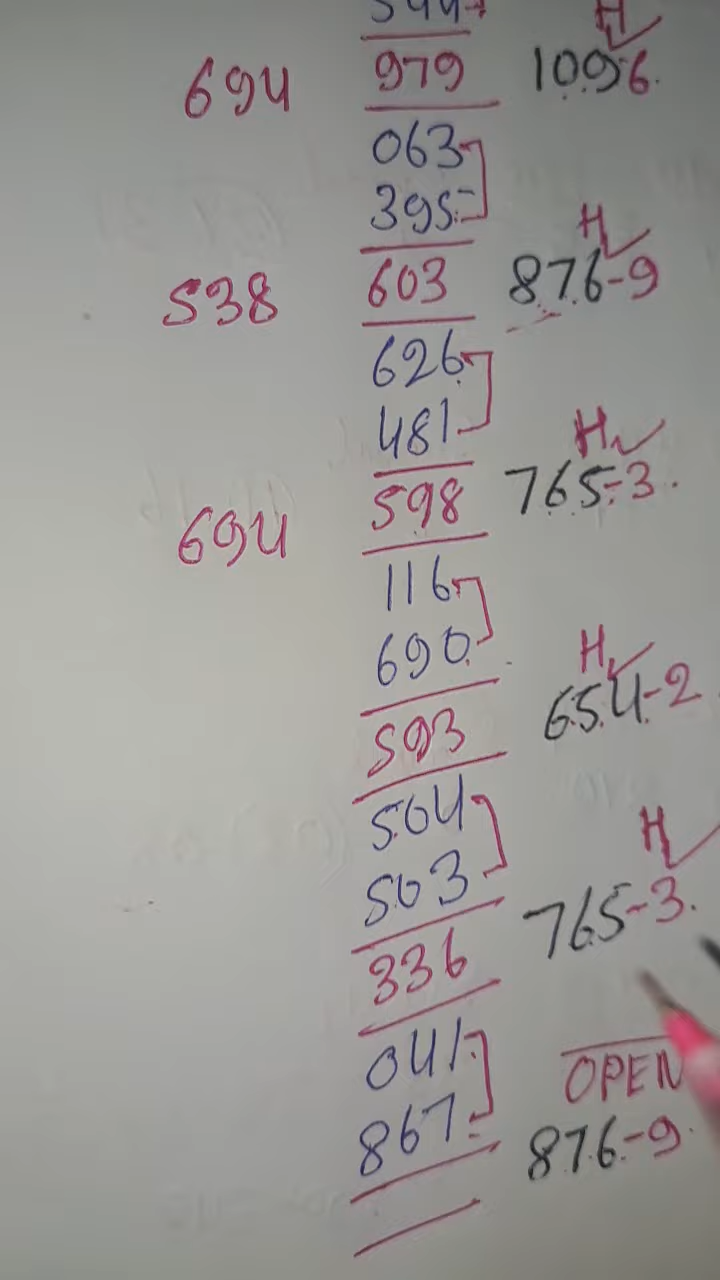 H
694 979 1096.
063
395
H
538 603 876-9
626
481
H
694 598 765-3.
116
690
H
593 654-2
504
503
H
336 765-3.
041
OPEN
867 876-9.